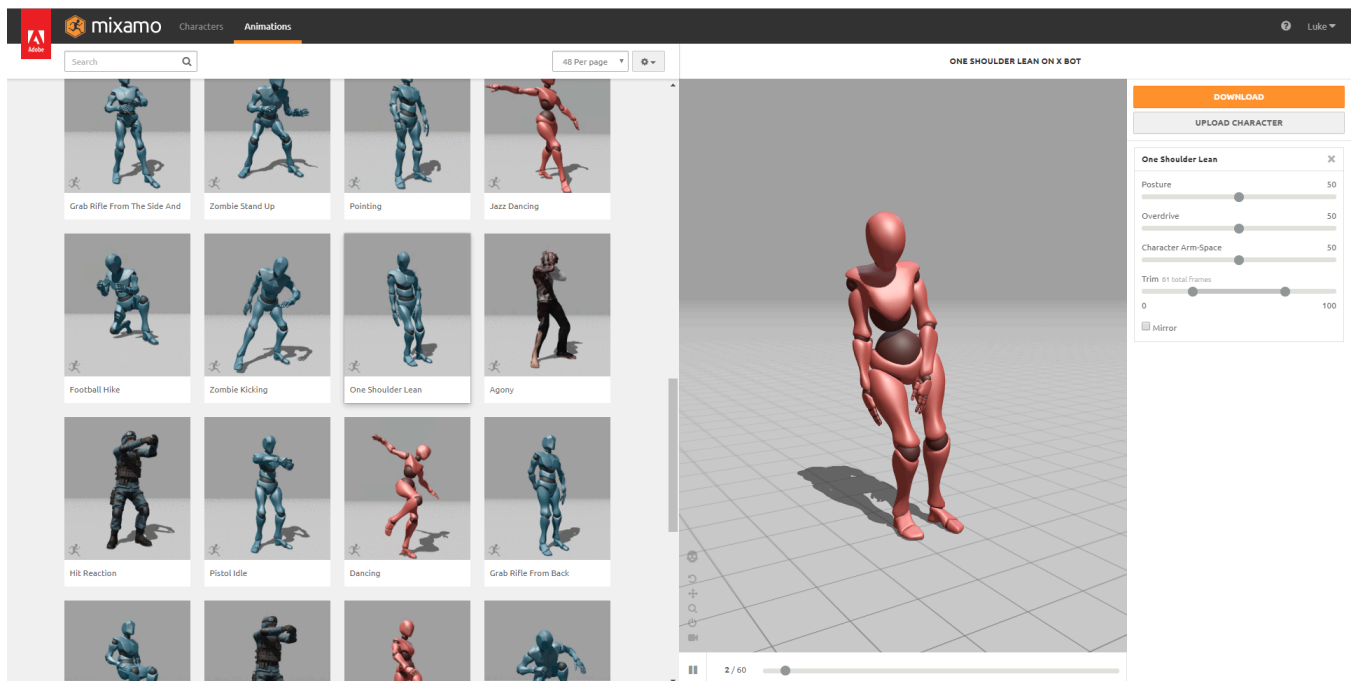 Adobe
mixamo
Characters
Animations
Luke
Search
48 Per page
ONE SHOULDER LEAN ON X BOT
Grab Rifle From The Side And
Zombie Stand Up
Pointing
Jazz Dancing
Football Hike
Zombie Kicking
One Shoulder Lean
Agony
Hit Reaction
Pistol Idle
Dancing
Grab Rifle From Back
2 / 60
DOWNLOAD
UPLOAD CHARACTER
One Shoulder Lean
Posture 50
Overdrive 50
Character Arm-Space 50
Trim 61 total frames
0 100
Mirror